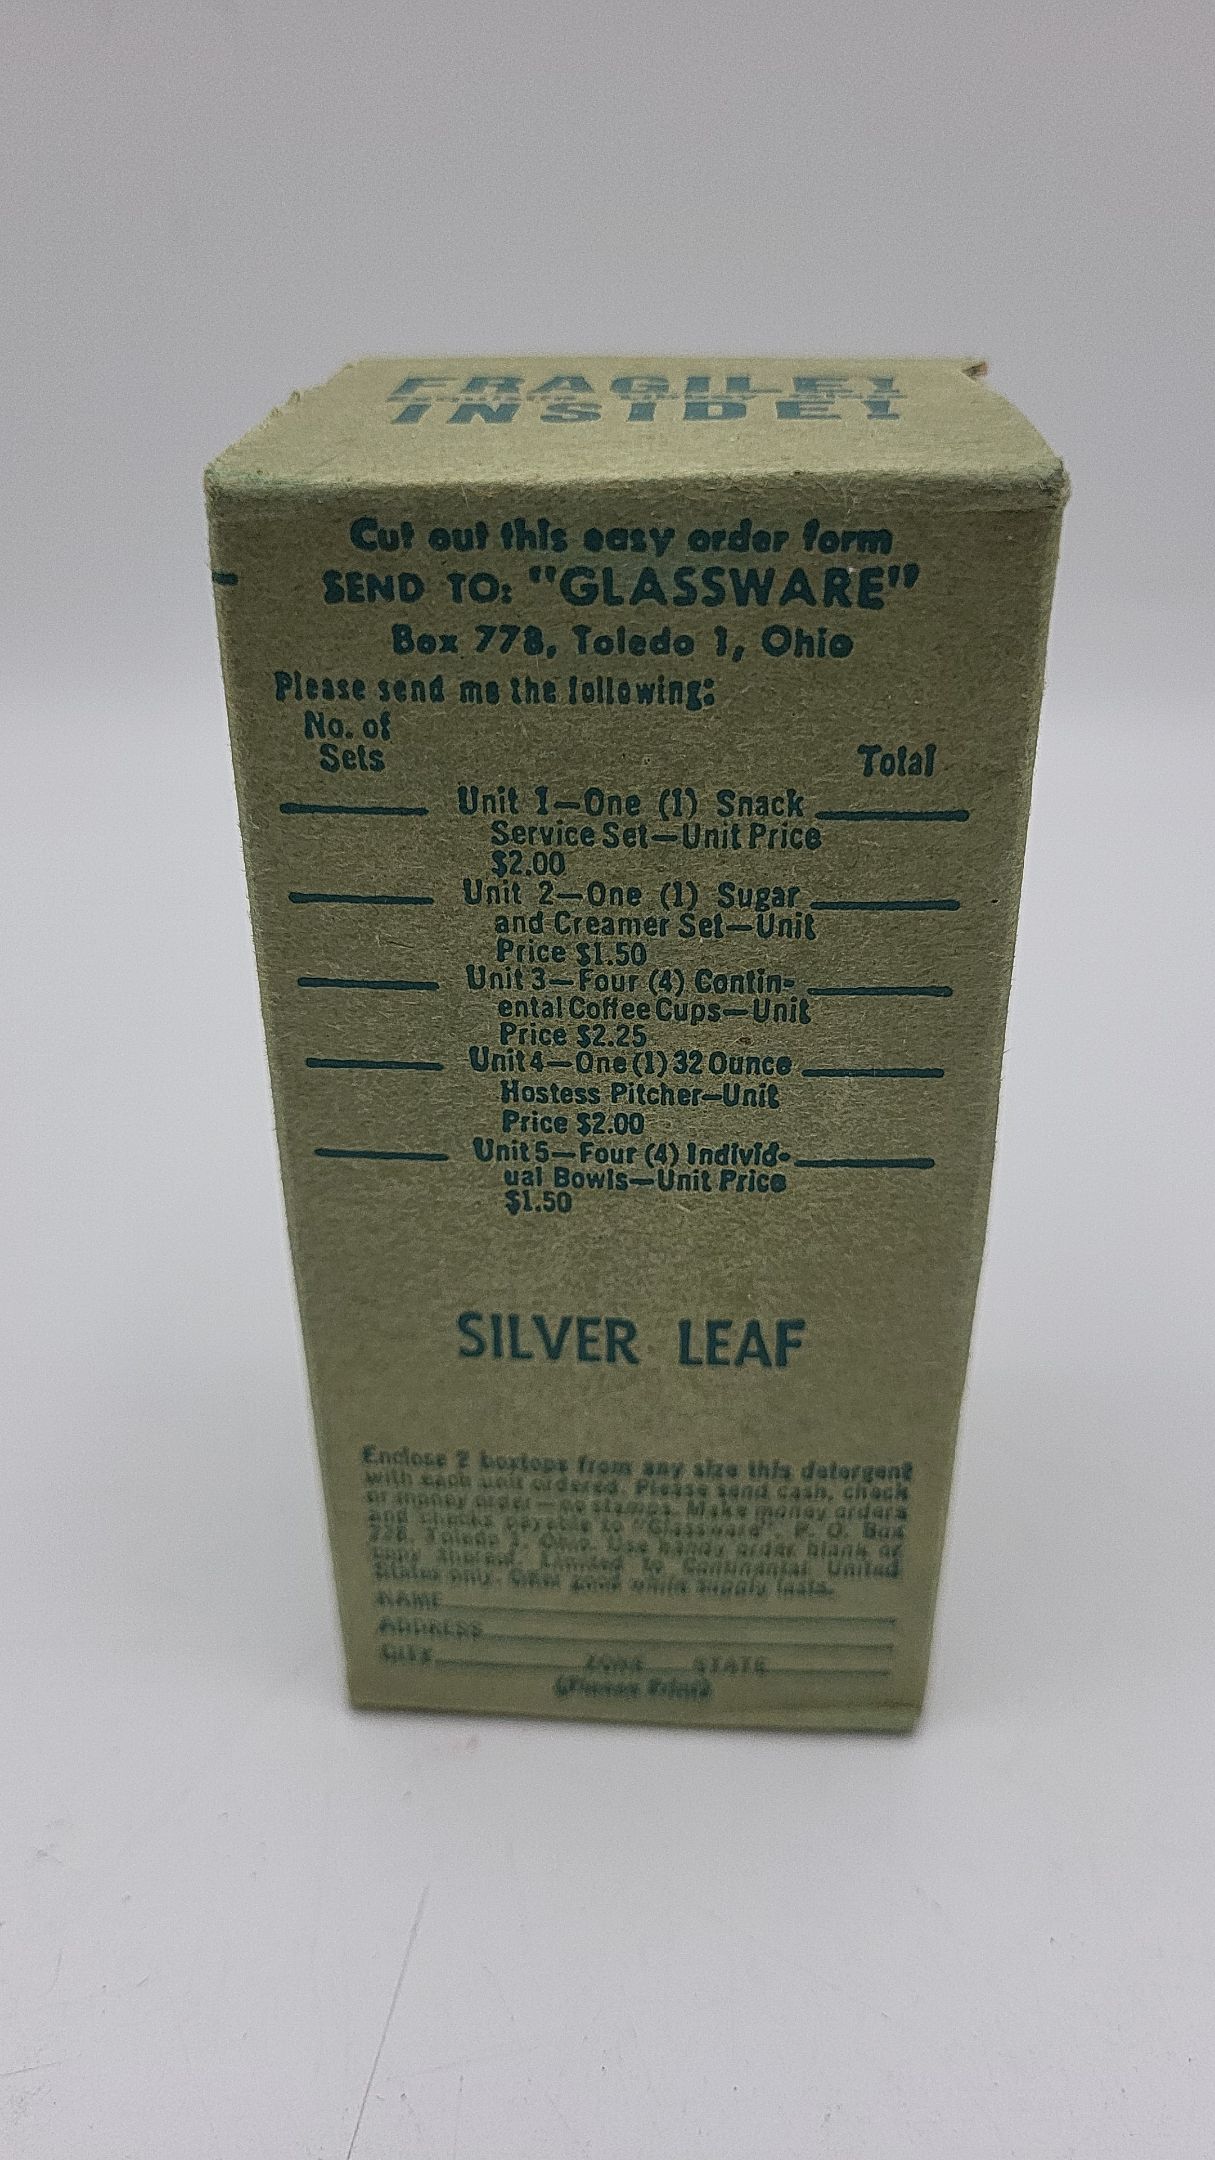 FRAGILE!
INSIDE!
Cut out this easy order form
SEND TO: "GLASSWARE"
Box 778, Toledo 1, Ohio
Please send me the following:
No. of
Sets Total
Unit 1—One (1) Snack
Service Set—Unit Price
$2.00
Unit 2—One (1) Sugar
and Creamer Set—Unit
Price $1.50
Unit 3—Four (4) Contin-
ental Coffee Cups—Unit
Price $2.25
Unit 4—One (1) 32 Ounce
Hostess Pitcher—Unit
Price $2.00
Unit 5—Four (4) Individ-
ual Bowls—Unit Price
$1.50
SILVER LEAF
Enclose 2 boxtops from any size this detergent
with each unit ordered. Please send cash, check
or money order—no stamps. Make money orders
and checks payable to "Glassware", P. O. Box
Toledo 1, Ohio. Use handy order blank or
copy thereof. Limited to Continental United
States only. Offer good while supply lasts.
NAME
ADDRESS
CITY ZONE STATE
(Please Print)